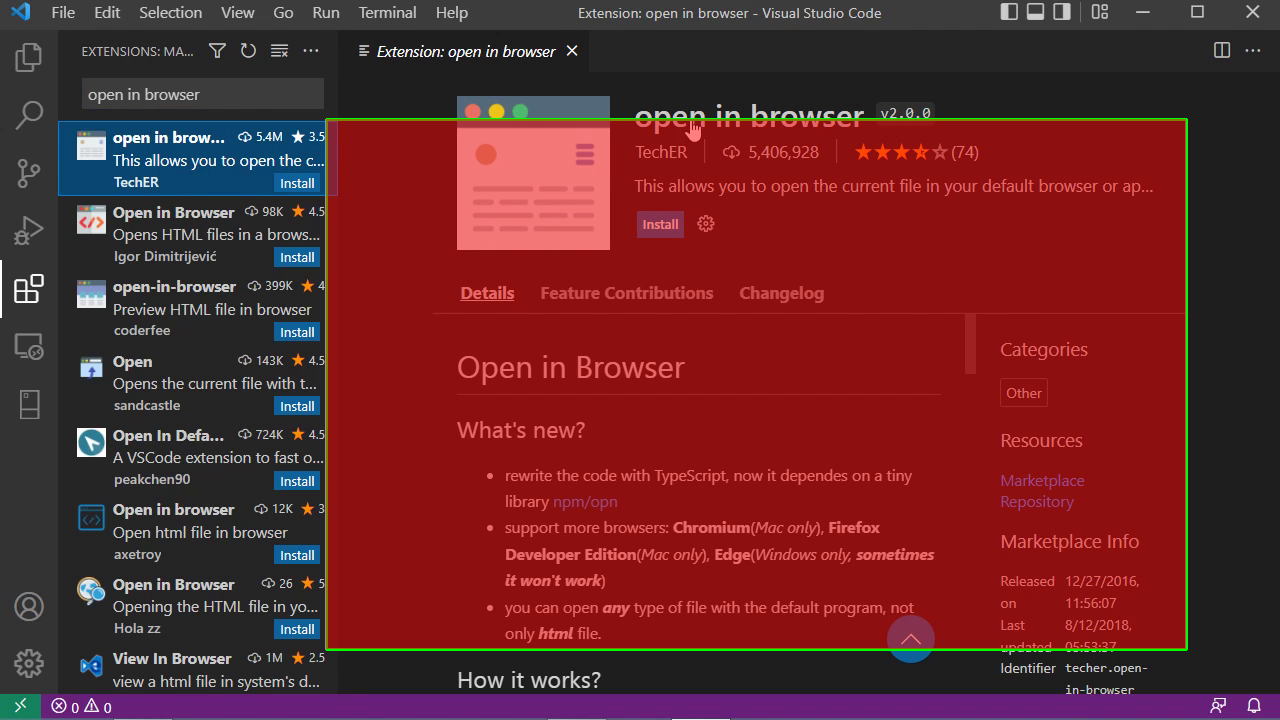 File Edit Selection View Go Run Terminal Help Extension: open in browser - Visual Studio Code
EXTENSIONS: MA...
open in browser
open in brow... 5.4M 3.5
This allows you to open the c...
TechER Install
Open in Browser 98K 4.5
Opens HTML files in a brows...
Igor Dimitrijević Install
open-in-browser 399K 4
Preview HTML file in browser
coderfee Install
Open 143K 4.5
Opens the current file with t...
sandcastle Install
Open In Defa... 724K 4.5
A VSCode extension to fast o...
peakchen90 Install
Open in browser 12K 3
Open html file in browser
axetroy Install
Open in Browser 26 5
Opening the HTML file in yo...
Hola zz Install
View In Browser 1M 2.5
view a html file in system's d...
Extension: open in browser
open in browser v2.0.0
TechER 5,406,928 (74)
This allows you to open the current file in your default browser or ap...
Install
Details Feature Contributions Changelog
Open in Browser
What's new?
• rewrite the code with TypeScript, now it dependes on a tiny
library npm/opn
• support more browsers: Chromium(Mac only), Firefox
Developer Edition(Mac only), Edge(Windows only, sometimes
it won't work)
• you can open any type of file with the default program, not
only html file.
How it works?
Categories
Other
Resources
Marketplace
Repository
Marketplace Info
Released 12/27/2016,
on 11:56:07
Last 8/12/2018,
updated 05:53:37
Identifier techer.open-
in-browser
0 0